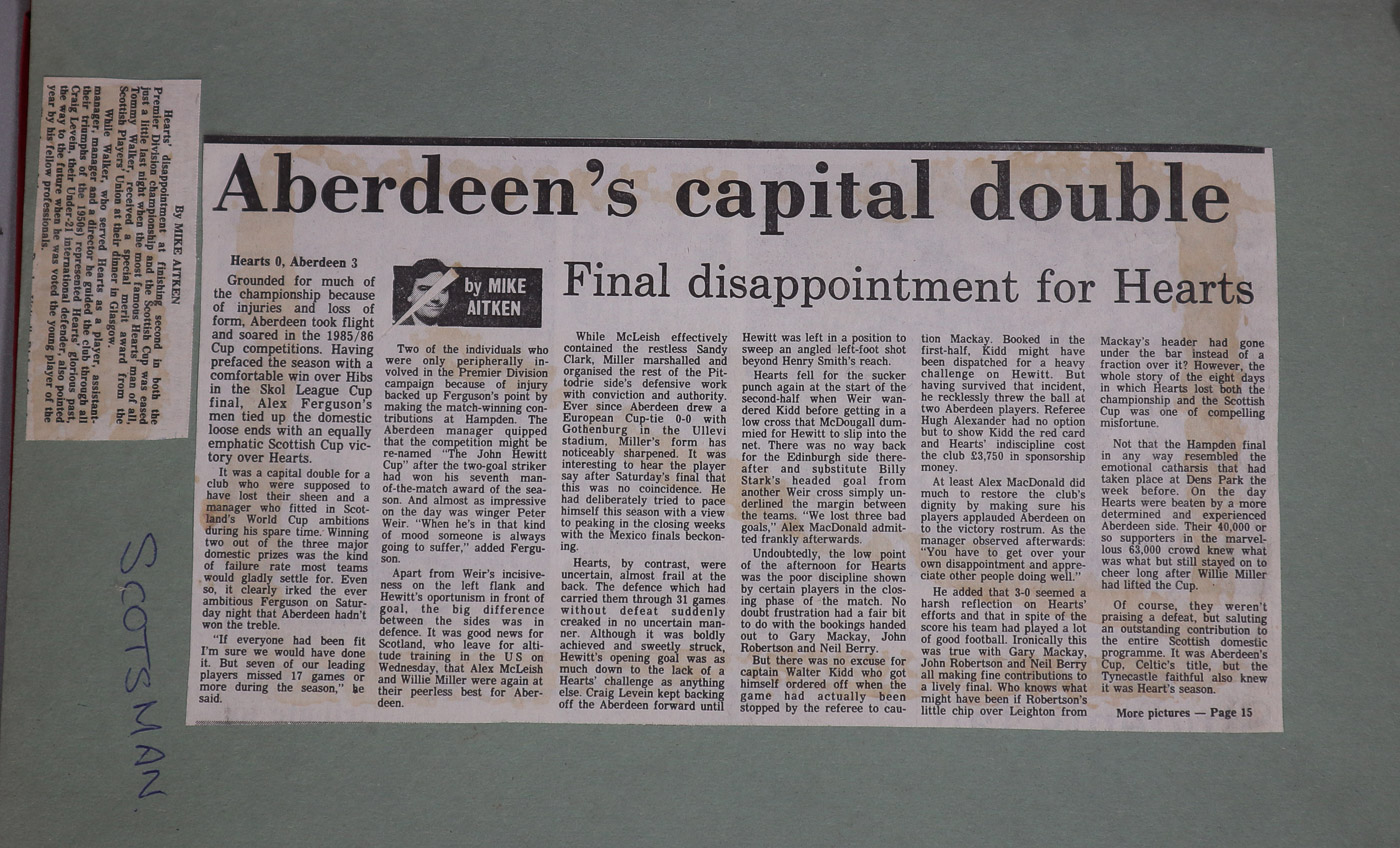 By MIKE AITKEN
Hearts' disappointment at finishing second in both the
Premier Division championship and the Scottish Cup was eased
just a little last night when the most famous Hearts' man of all,
Tommy Walker, received a special merit award from the
Scottish Players' Union at their dinner in Glasgow.
While Walker, who served Hearts as a player, assistant-
manager, manager and a director he guided the club through all
their triumphs of the 1950s) represented Hearts' glorious past,
Craig Levein, their Under-21 international defender, also pointed
the way to the future when he was voted the young player of the
year by his fellow professionals.
SCOTSMAN.
Aberdeen's capital double
Final disappointment for Hearts
by MIKE
AITKEN
Hearts 0, Aberdeen 3
Grounded for much of
the championship because
of injuries and loss of
form, Aberdeen took flight
and soared in the 1985/86
Cup competitions. Having
prefaced the season with a
comfortable win over Hibs
in the Skol League Cup
final, Alex Ferguson's
men tied up the domestic
loose ends with an equally
emphatic Scottish Cup vic-
tory over Hearts.
It was a capital double for a
club who were supposed to
have lost their sheen and a
manager who fitted in Scot-
land's World Cup ambitions
during his spare time. Winning
two out of the three major
domestic prizes was the kind
of failure rate most teams
would gladly settle for. Even
so, it clearly irked the ever
ambitious Ferguson on Satur-
day night that Aberdeen hadn't
won the treble.
"If everyone had been fit
I'm sure we would have done
it. But seven of our leading
players missed 17 games or
more during the season," he
said.
Two of the individuals who
were only peripherally in-
volved in the Premier Division
campaign because of injury
backed up Ferguson's point by
making the match-winning con-
tributions at Hampden. The
Aberdeen manager quipped
that the competition might be
re-named "The John Hewitt
Cup" after the two-goal striker
had won his seventh man-
of-the-match award of the sea-
son. And almost as impressive
on the day was winger Peter
Weir. "When he's in that kind
of mood someone is always
going to suffer," added Fergu-
son.
Apart from Weir's incisive-
ness on the left flank and
Hewitt's oportunism in front of
goal, the big difference
between the sides was in
defence. It was good news for
Scotland, who leave for alti-
tude training in the US on
Wednesday, that Alex McLeish
and Willie Miller were again at
their peerless best for Aber-
deen.
While McLeish effectively
contained the restless Sandy
Clark, Miller marshalled and
organised the rest of the Pit-
todrie side's defensive work
with conviction and authority.
Ever since Aberdeen drew a
European Cup-tie 0-0 with
Gothenburg in the Ullevi
stadium, Miller's form has
noticeably sharpened. It was
interesting to hear the player
say after Saturday's final that
this was no coincidence. He
had deliberately tried to pace
himself this season with a view
to peaking in the closing weeks
with the Mexico finals beckon-
ing.
Hearts, by contrast, were
uncertain, almost frail at the
back. The defence which had
carried them through 31 games
without defeat suddenly
creaked in no uncertain man-
ner. Although it was boldly
achieved and sweetly struck,
Hewitt's opening goal was as
much down to the lack of a
Hearts' challenge as anything
else. Craig Levein kept backing
off the Aberdeen forward until
Hewitt was left in a position to
sweep an angled left-foot shot
beyond Henry Smith's reach.
Hearts fell for the sucker
punch again at the start of the
second-half when Weir wan-
dered Kidd before getting in a
low cross that McDougall dum-
mied for Hewitt to slip into the
net. There was no way back
for the Edinburgh side there-
after and substitute Billy
Stark's headed goal from
another Weir cross simply un-
derlined the margin between
the teams. "We lost three bad
goals," Alex MacDonald admit-
ted frankly afterwards.
Undoubtedly, the low point
of the afternoon for Hearts
was the poor discipline shown
by certain players in the clos-
ing phase of the match. No
doubt frustration had a fair bit
to do with the bookings handed
out to Gary Mackay, John
Robertson and Neil Berry.
But there was no excuse for
captain Walter Kidd who got
himself ordered off when the
game had actually been
stopped by the referee to cau-
tion Mackay. Booked in the
first-half, Kidd might have
been dispatched for a heavy
challenge on Hewitt. But
having survived that incident,
he recklessly threw the ball at
two Aberdeen players. Referee
Hugh Alexander had no option
but to show Kidd the red card
and Hearts' indiscipline cost
the club £3,750 in sponsorship
money.
At least Alex MacDonald did
much to restore the club's
dignity by making sure his
players applauded Aberdeen on
to the victory rostrum. As the
manager observed afterwards:
"You have to get over your
own disappointment and appre-
ciate other people doing well."
He added that 3-0 seemed a
harsh reflection on Hearts'
efforts and that in spite of the
score his team had played a lot
of good football. Ironically this
was true with Gary Mackay,
John Robertson and Neil Berry
all making fine contributions to
a lively final. Who knows what
might have been if Robertson's
little chip over Leighton from
Mackay's header had gone
under the bar instead of a
fraction over it? However, the
whole story of the eight days
in which Hearts lost both the
championship and the Scottish
Cup was one of compelling
misfortune.
Not that the Hampden final
in any way resembled the
emotional catharsis that had
taken place at Dens Park the
week before. On the day
Hearts were beaten by a more
determined and experienced
Aberdeen side. Their 40,000 or
so supporters in the marvel-
lous 63,000 crowd knew what
was what but still stayed on to
cheer long after Willie Miller
had lifted the Cup.
Of course, they weren't
praising a defeat, but saluting
an outstanding contribution to
the entire Scottish domestic
programme. It was Aberdeen's
Cup, Celtic's title, but the
Tynecastle faithful also knew
it was Heart's season.
More pictures — Page 15